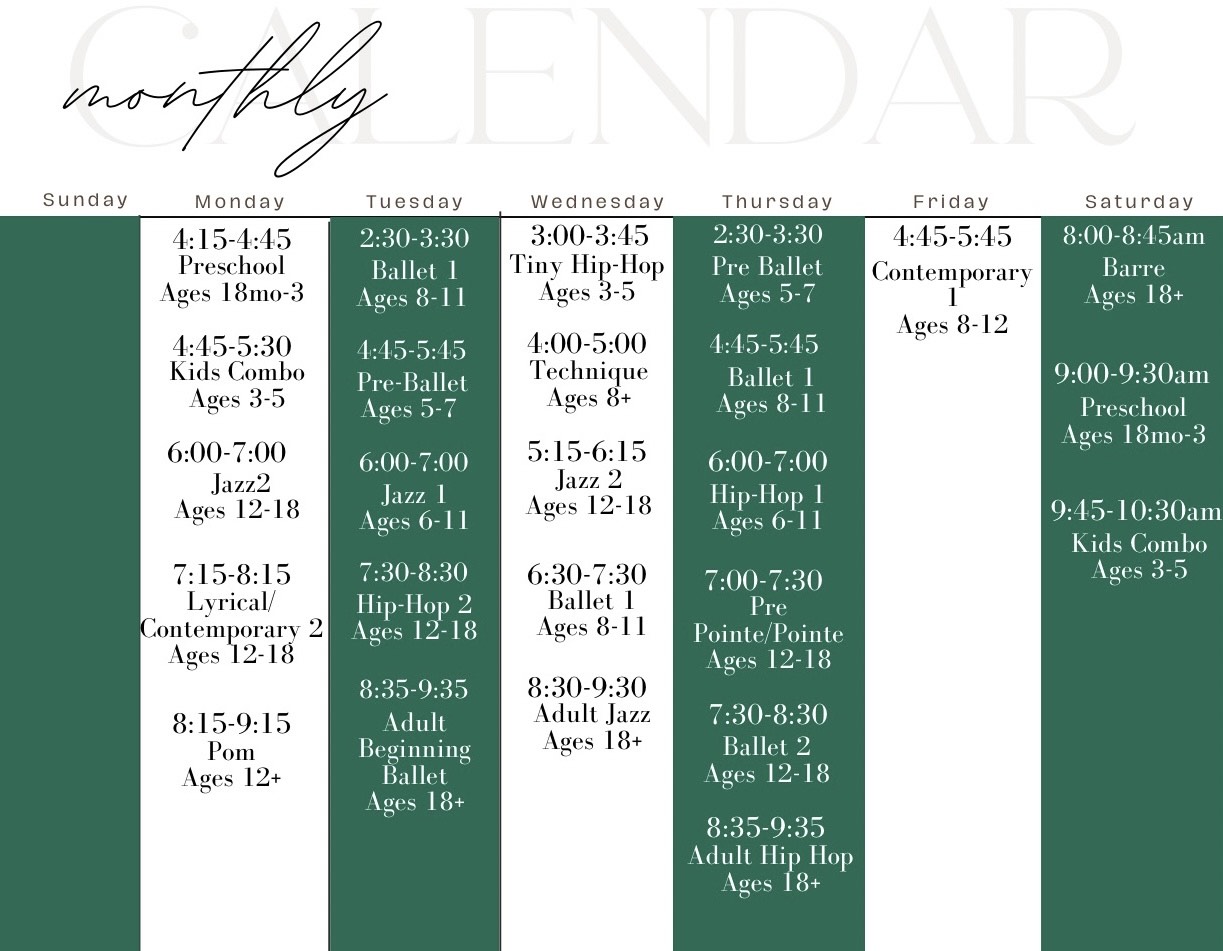 CALENDAR
monthly
Sunday
Monday
Tuesday
Wednesday
Thursday
Friday
Saturday
4:15-4:45
Preschool
Ages 18mo-3
4:45-5:30
Kids Combo
Ages 3-5
6:00-7:00
Jazz2
Ages 12-18
7:15-8:15
Lyrical/
Contemporary 2
Ages 12-18
8:15-9:15
Pom
Ages 12+
2:30-3:30
Ballet 1
Ages 8-11
4:45-5:45
Pre-Ballet
Ages 5-7
6:00-7:00
Jazz 1
Ages 6-11
7:30-8:30
Hip-Hop 2
Ages 12-18
8:35-9:35
Adult
Beginning
Ballet
Ages 18+
3:00-3:45
Tiny Hip-Hop
Ages 3-5
4:00-5:00
Technique
Ages 8+
5:15-6:15
Jazz 2
Ages 12-18
6:30-7:30
Ballet 1
Ages 8-11
8:30-9:30
Adult Jazz
Ages 18+
2:30-3:30
Pre Ballet
Ages 5-7
4:45-5:45
Ballet 1
Ages 8-11
6:00-7:00
Hip-Hop 1
Ages 6-11
7:00-7:30
Pre
Pointe/Pointe
Ages 12-18
7:30-8:30
Ballet 2
Ages 12-18
8:35-9:35
Adult Hip Hop
Ages 18+
4:45-5:45
Contemporary
1
Ages 8-12
8:00-8:45am
Barre
Ages 18+
9:00-9:30am
Preschool
Ages 18mo-3
9:45-10:30am
Kids Combo
Ages 3-5